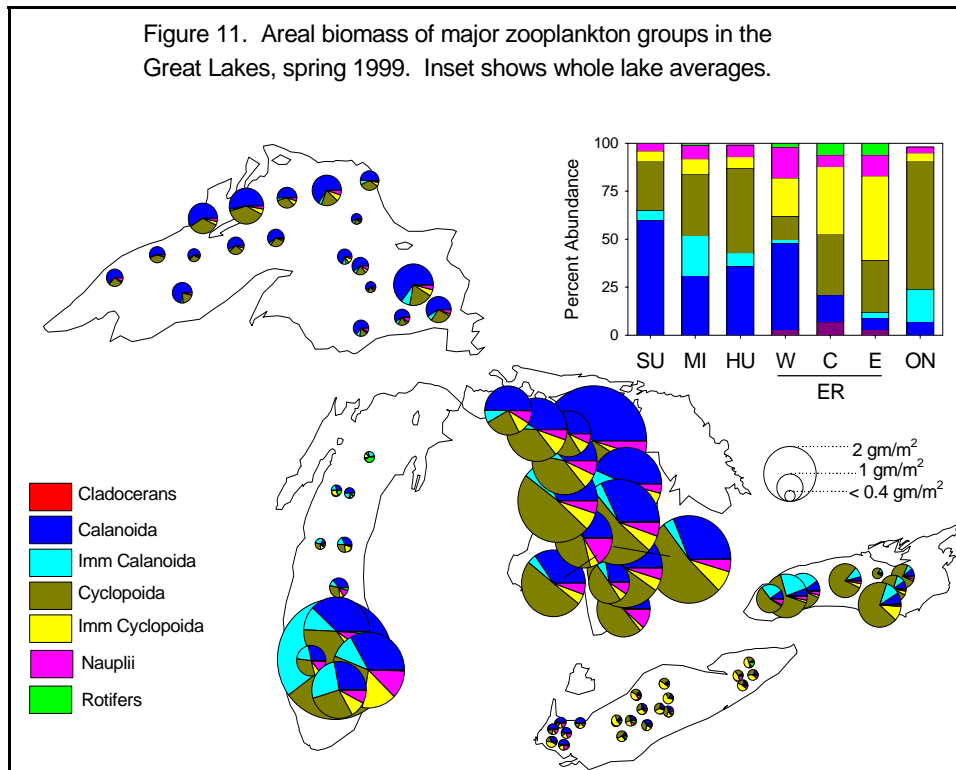 Figure 11. Areal biomass of major zooplankton groups in the
Great Lakes, spring 1999. Inset shows whole lake averages.
100
75
50
25
0
Percent Abundance
SU MI HU W C E ON
ER
2 gm/m²
1 gm/m²
< 0.4 gm/m²
Cladocerans
Calanoida
Imm Calanoida
Cyclopoida
Imm Cyclopoida
Nauplii
Rotifers